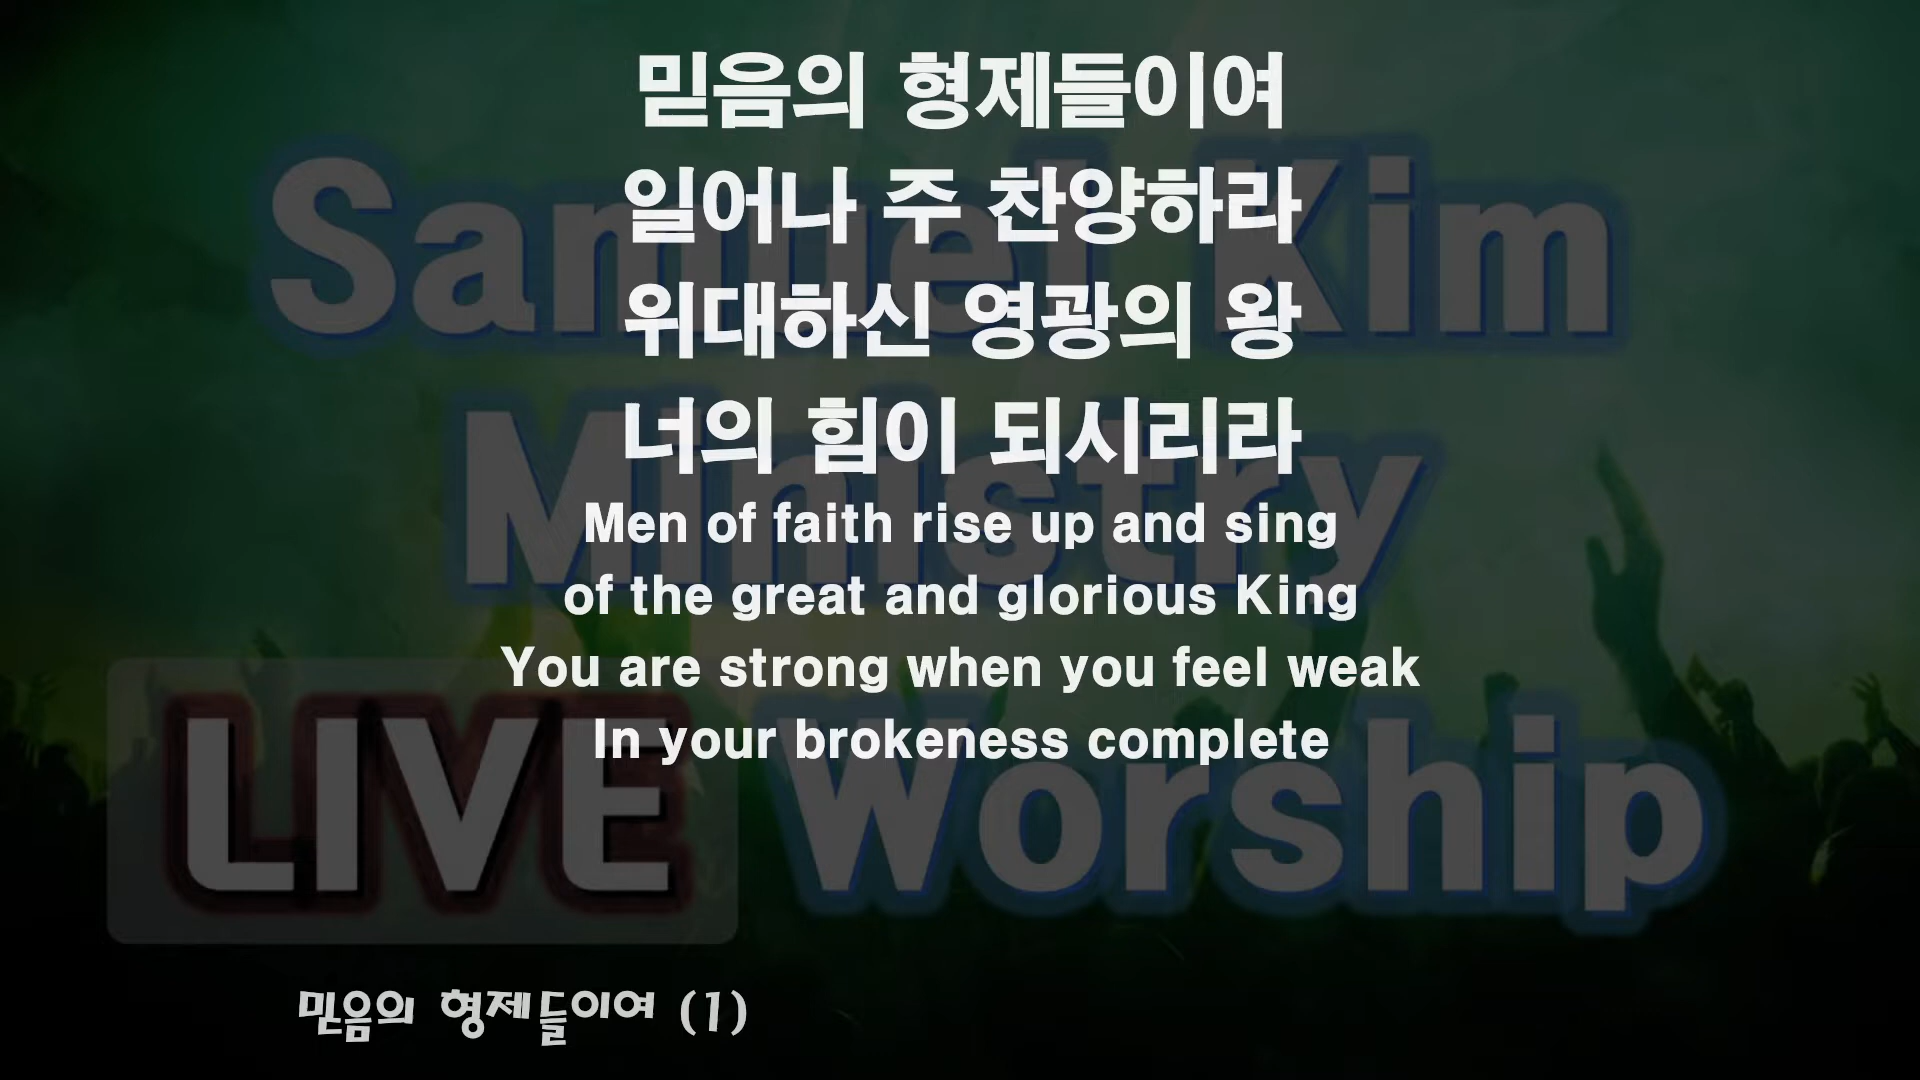 믿음의 형제들이여
일어나 주 찬양하라
위대하신 영광의 왕
너의 힘이 되시리라
Men of faith rise up and sing
of the great and glorious King
You are strong when you feel weak
In your brokeness complete
Samuel Kim
Ministry
LIVE Worship
믿음의 형제들이여 (1)